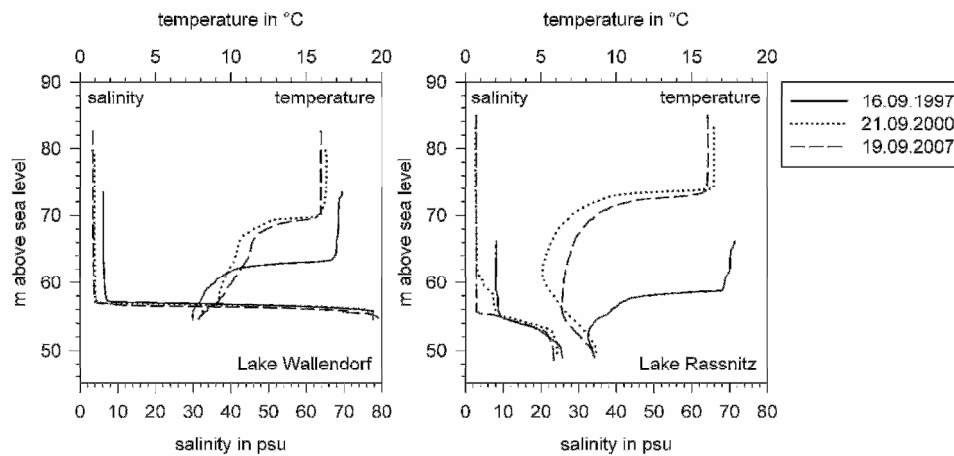 temperature in °C
0 5 10 15 20
90
80
70
60
50
m above sea level
salinity temperature
Lake Wallendorf
0 10 20 30 40 50 60 70 80
salinity in psu
temperature in °C
0 5 10 15 20
90
80
70
60
50
m above sea level
salinity temperature
Lake Rassnitz
0 10 20 30 40 50 60 70 80
salinity in psu
16.09.1997
21.09.2000
19.09.2007